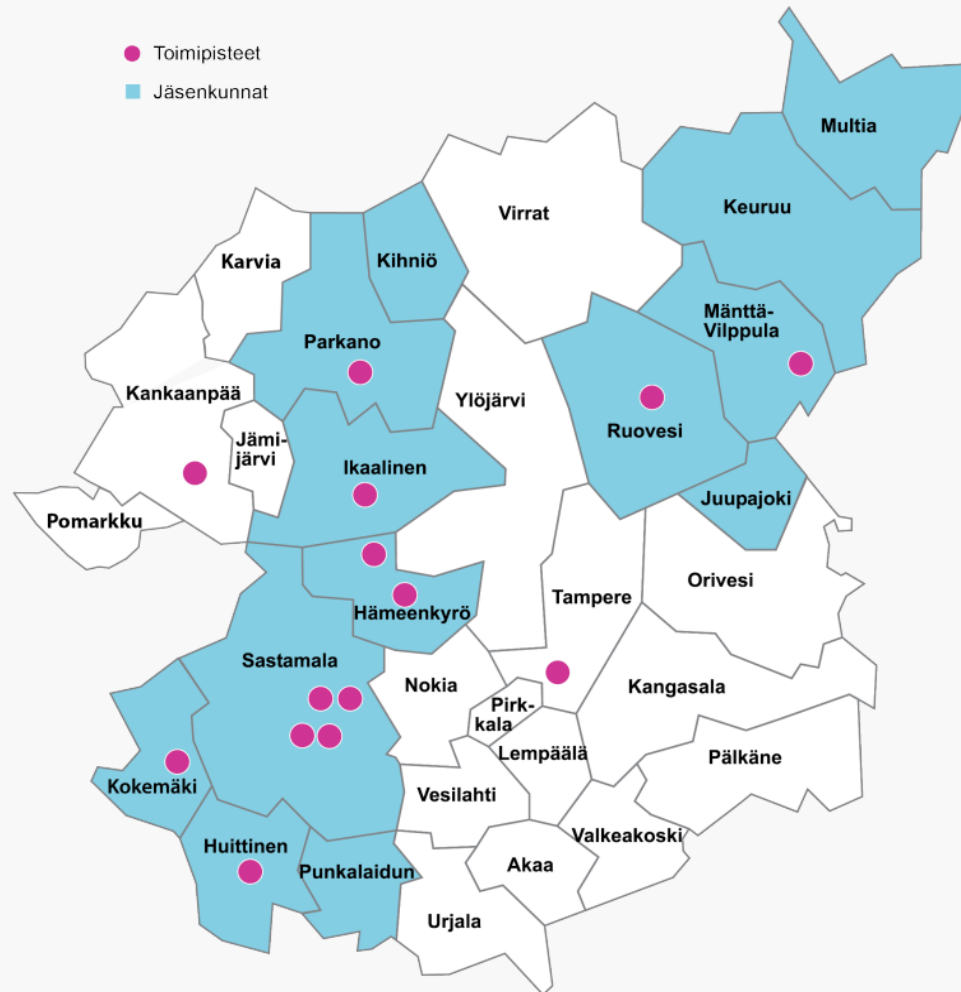 Toimipisteet
Jäsenkunnat
Multia
Keuruu
Virrat
Karvia
Kihniö
Mänttä-
Vilppula
Parkano
Kankaanpää
Ylöjärvi
Ruovesi
Jämi-
järvi
Ikaalinen
Juupajoki
Pomarkku
Orivesi
Tampere
Hämeenkyrö
Sastamala
Nokia
Kangasala
Pirk-
kala
Lempäälä
Pälkäne
Kokemäki
Vesilahti
Valkeakoski
Huittinen
Punkalaidun
Akaa
Urjala